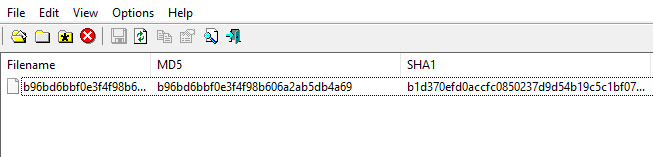 File Edit View Options Help
Filename MD5 SHA1
b96bd6bbf0e3f4f98b6... b96bd6bbf0e3f4f98b606a2ab5db4a69 b1d370efd0accfc0850237d9d54b19c5c1bf07...